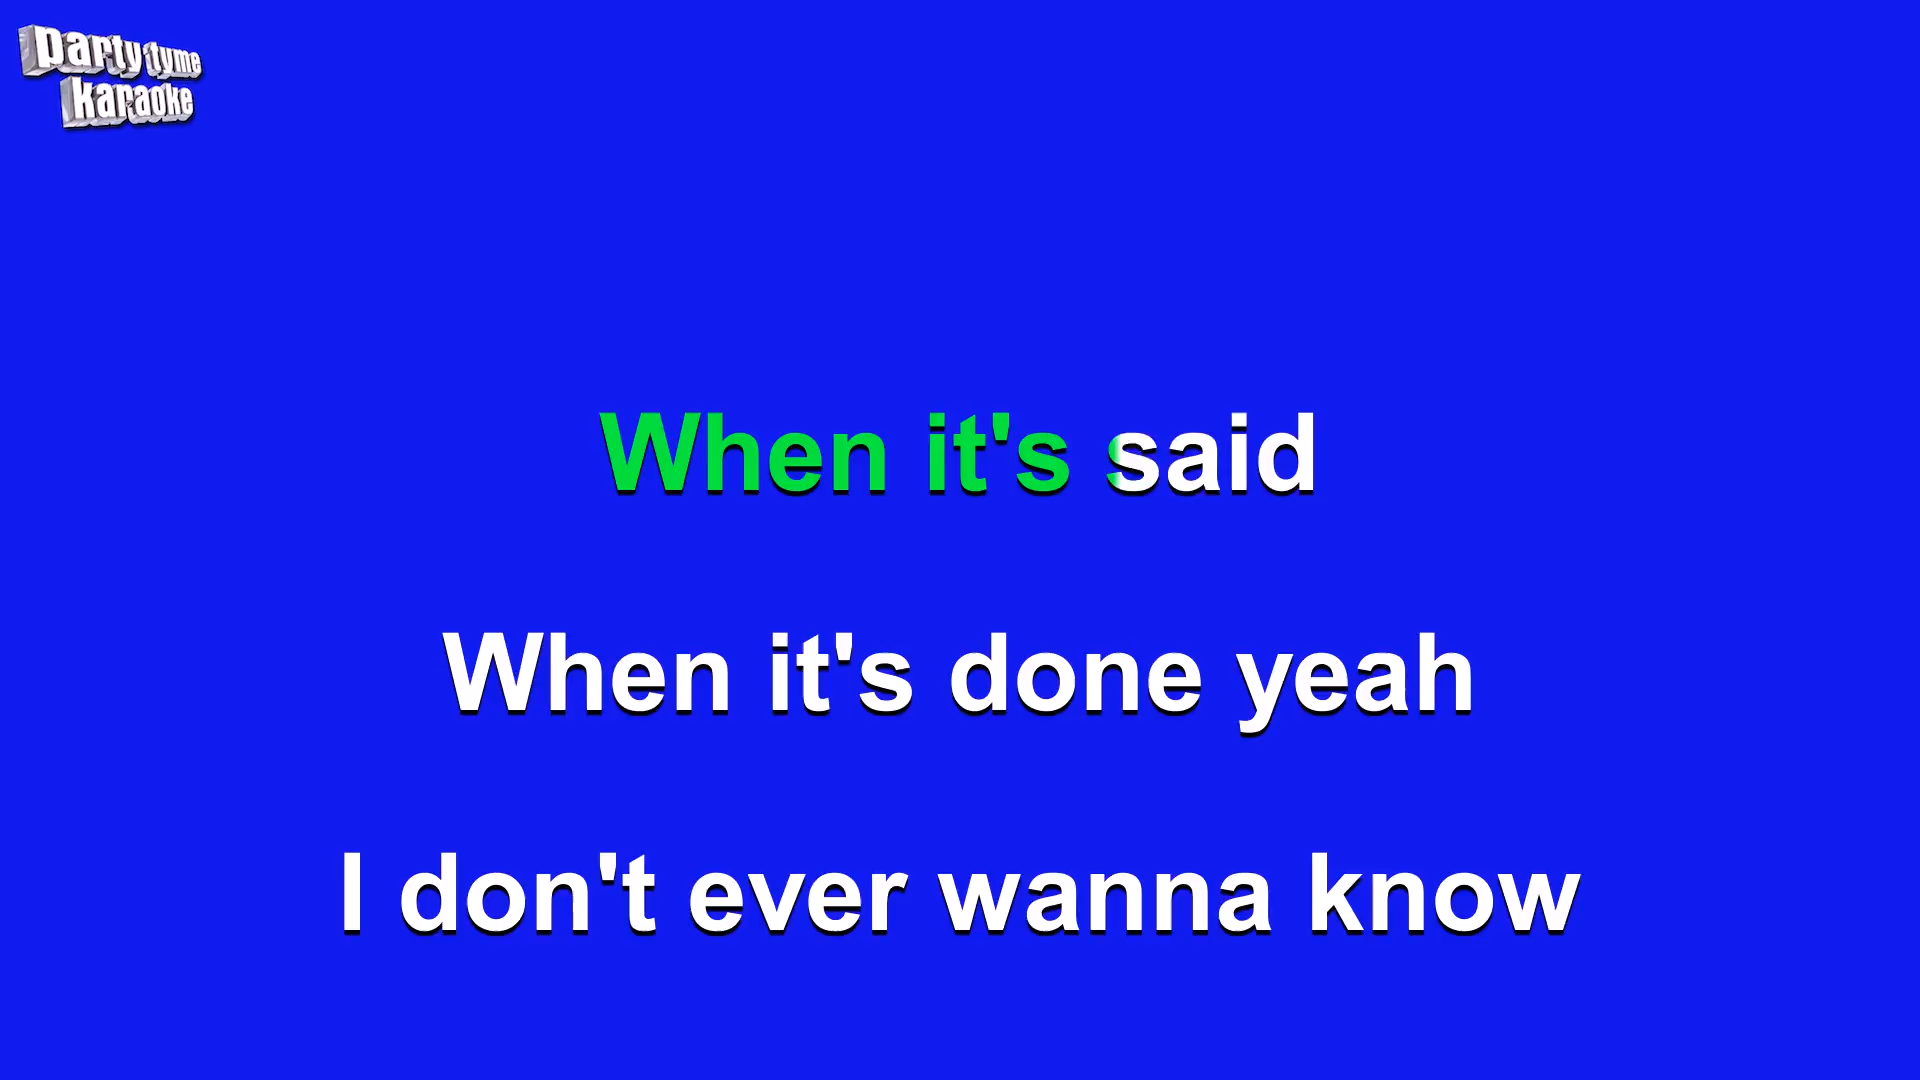 party tyme
karaoke
When it's said
When it's done yeah
I don't ever wanna know